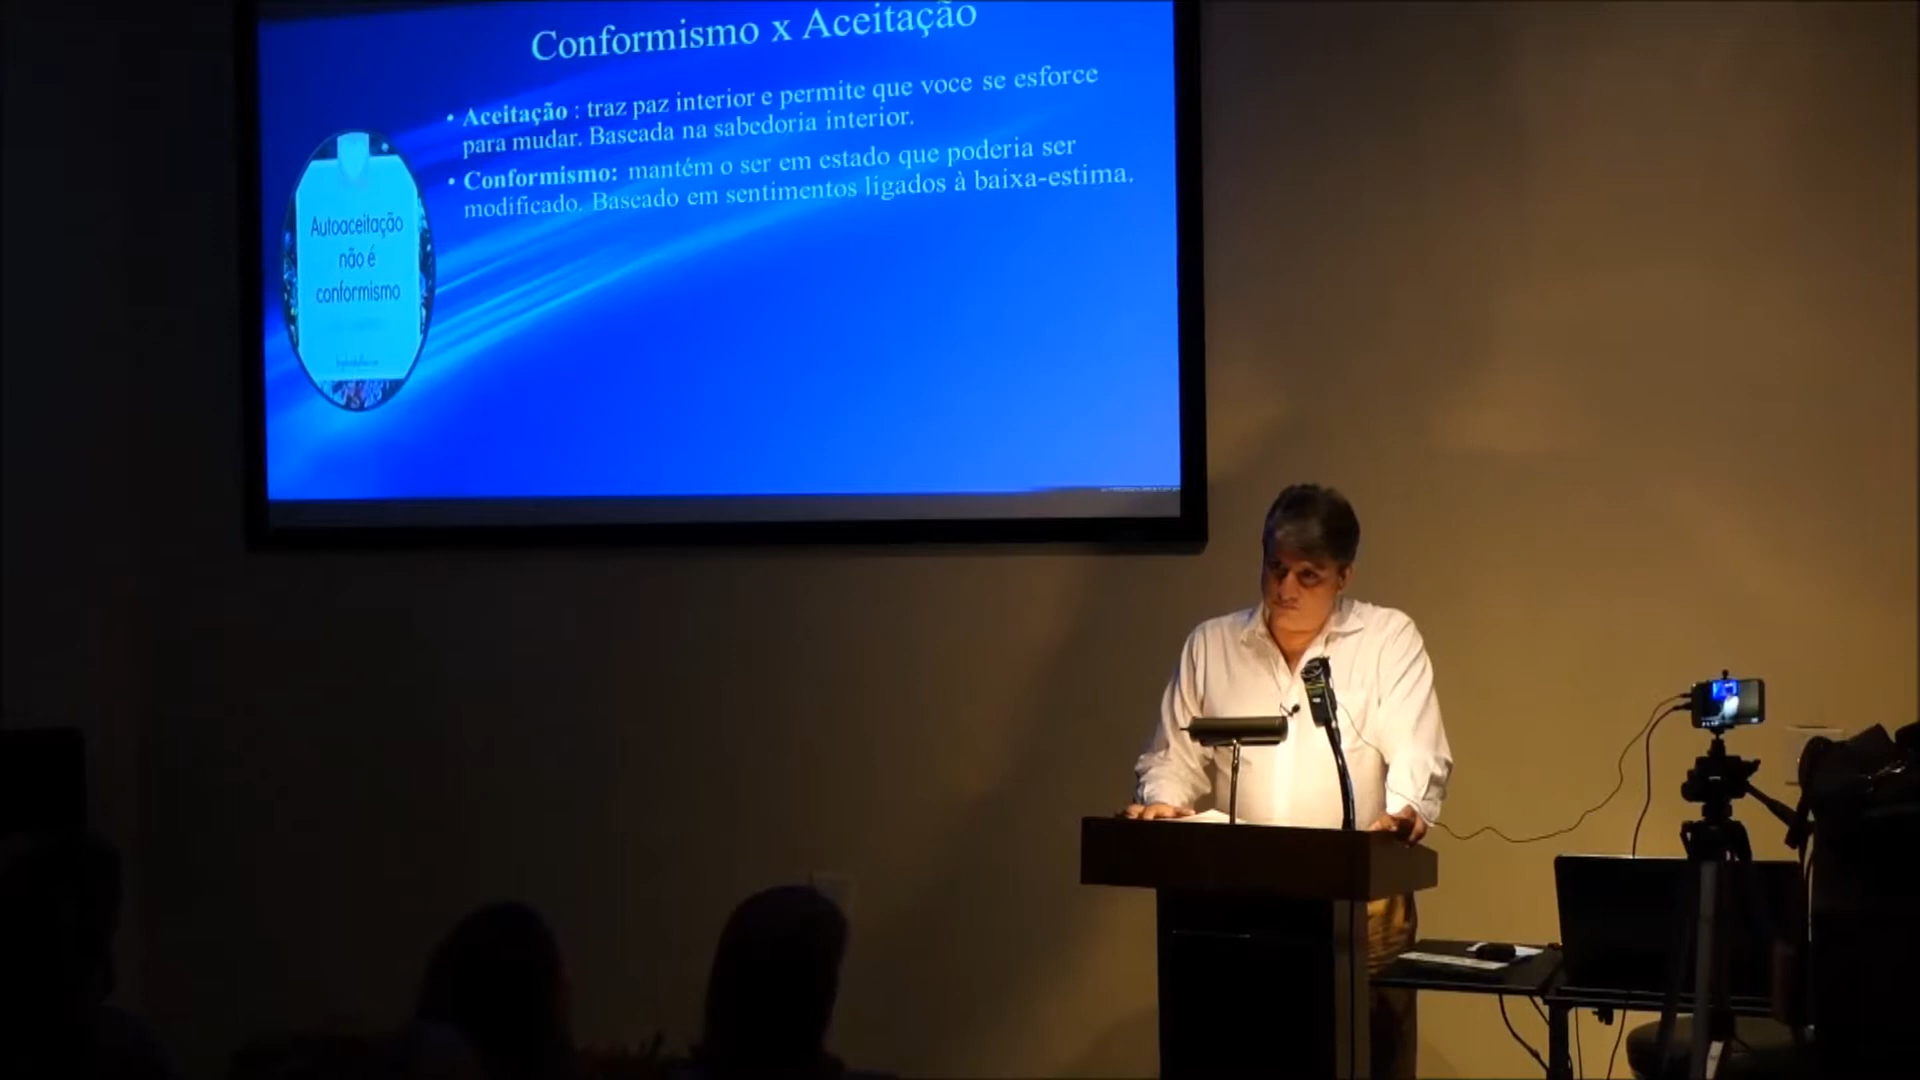 Conformismo x Aceitação
• Aceitação : traz paz interior e permite que voce se esforce
para mudar. Baseada na sabedoria interior.
• Conformismo: mantém o ser em estado que poderia ser
modificado. Baseado em sentimentos ligados à baixa-estima.
Autoaceitação
não é
conformismo